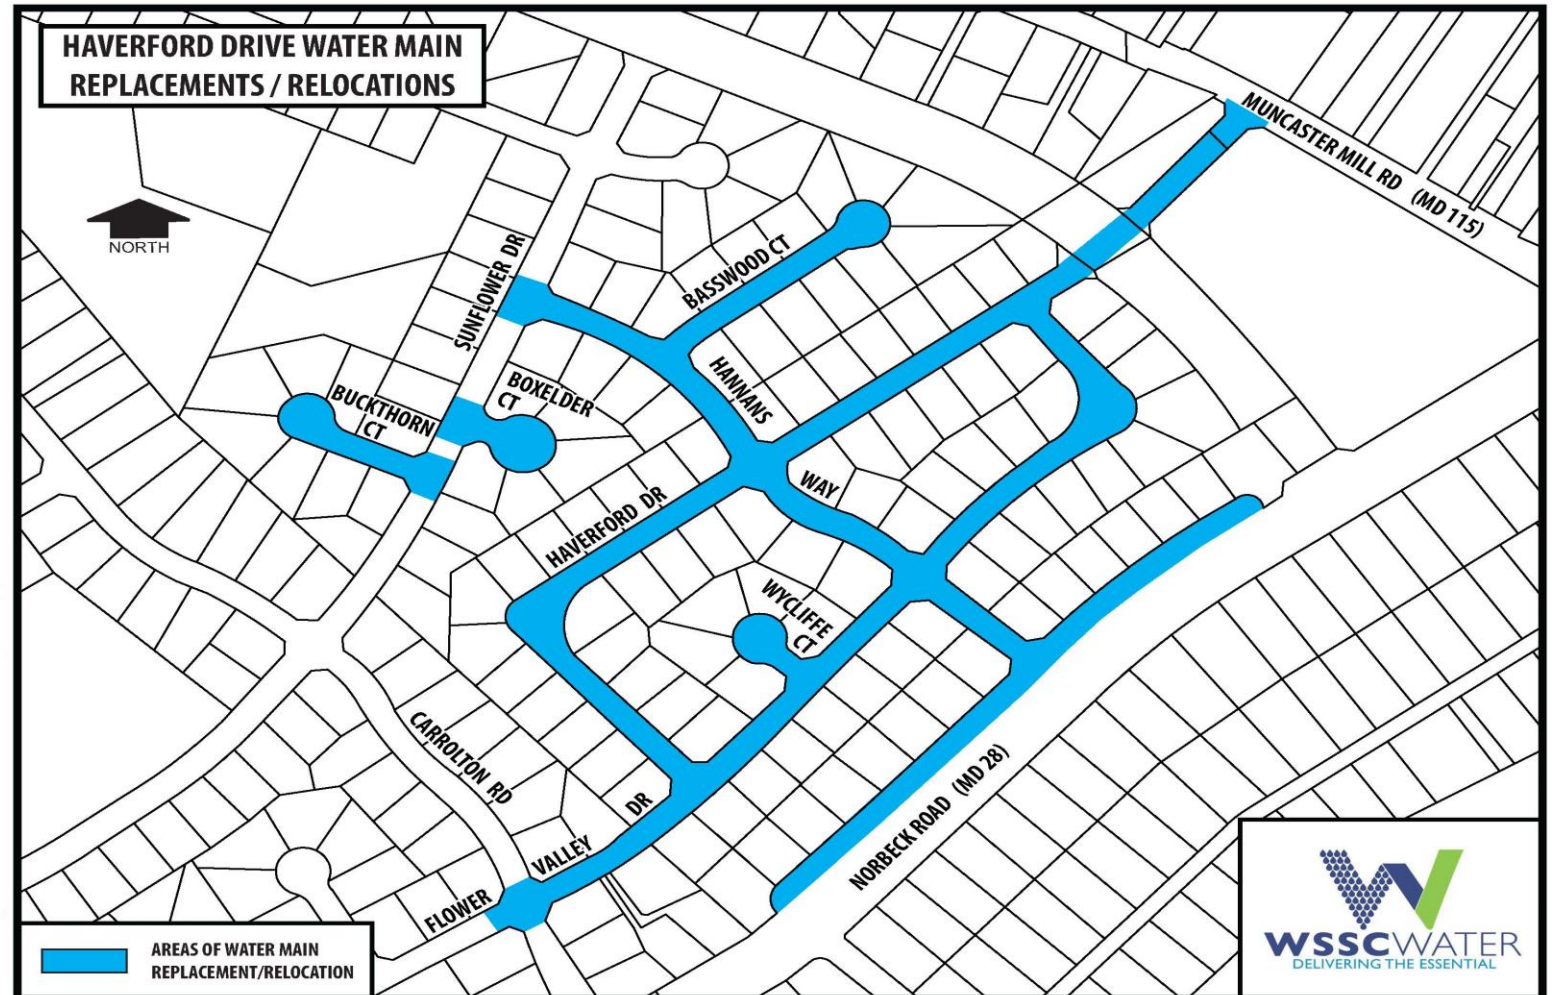 HAVERFORD DRIVE WATER MAIN
REPLACEMENTS / RELOCATIONS
MUNCASTER MILL RD (MD 115)
NORTH
SUNFLOWER DR
BASSWOOD CT
HANNANS
WAY
BOXELDER
CT
BUCKTHORN
CT
HAVERFORD DR
WYCLIFFE
CT
CARROLTON RD
FLOWER
VALLEY
DR
NORBECK ROAD (MD 28)
AREAS OF WATER MAIN
REPLACEMENT/RELOCATION
WSSCWATER
DELIVERING THE ESSENTIAL